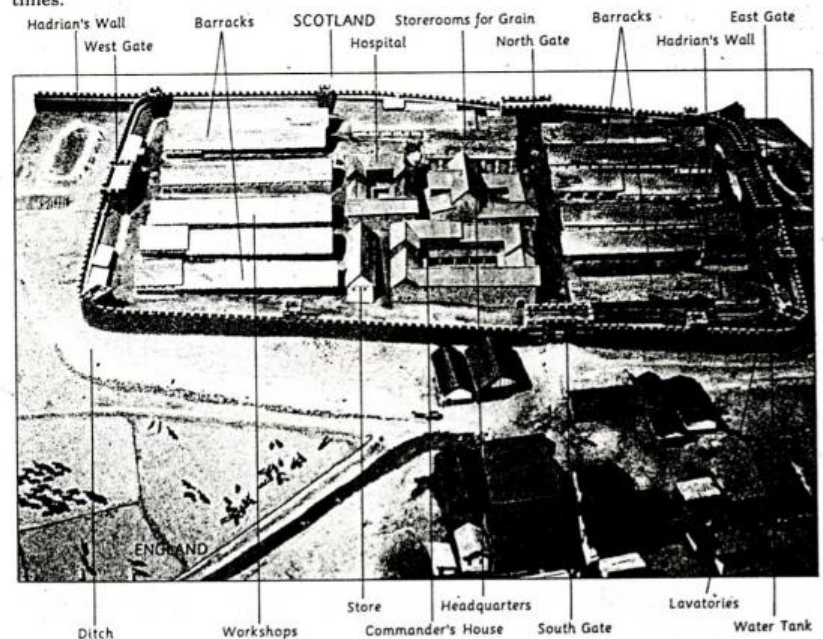 times.
Hadrian's Wall
West Gate
Barracks
SCOTLAND
Hospital
Storerooms for Grain
North Gate
Barracks
Hadrian's Wall
East Gate
ENGLAND
Ditch
Workshops
Store
Commander's House
Headquarters
South Gate
Lavatories
Water Tank